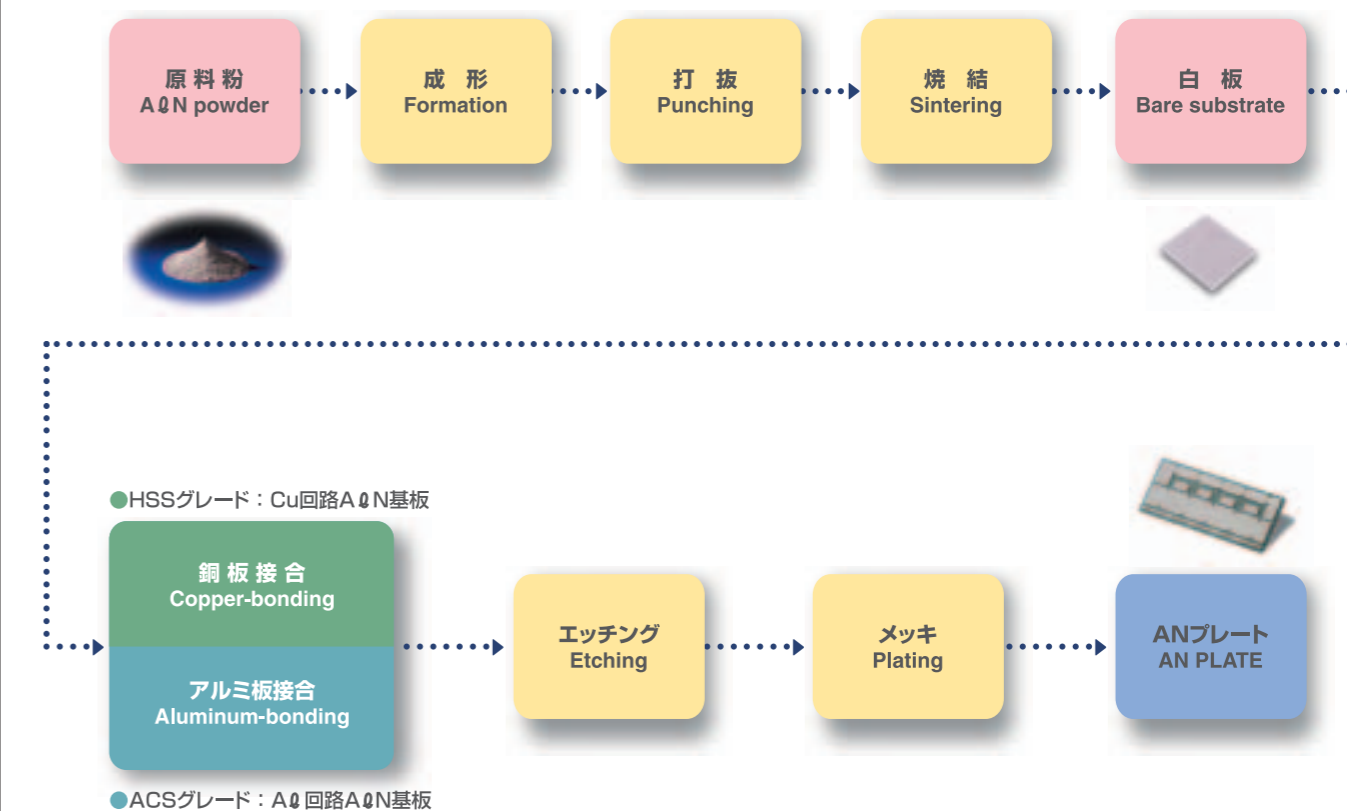 原料粉
AℓN powder
成 形
Formation
打 抜
Punching
焼 結
Sintering
白 板
Bare substrate
●HSSグレード：Cu回路AℓN基板
銅板接合
Copper-bonding
アルミ板接合
Aluminum-bonding
●ACSグレード：Aℓ回路AℓN基板
エッチング
Etching
メッキ
Plating
ANプレート
AN PLATE